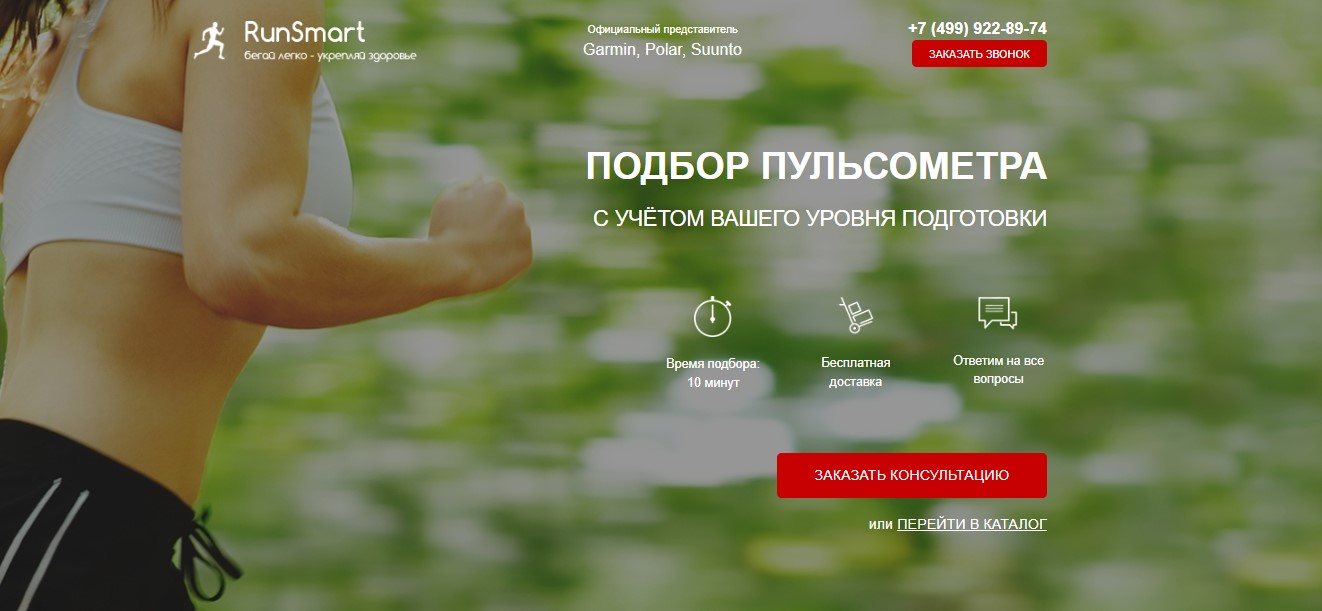 RunSmart
бегай легко - укрепляй здоровье
Официальный представитель
Garmin, Polar, Suunto
+7 (499) 922-89-74
ЗАКАЗАТЬ ЗВОНОК
ПОДБОР ПУЛЬСОМЕТРА
С УЧЁТОМ ВАШЕГО УРОВНЯ ПОДГОТОВКИ
Время подбора:
10 минут
Бесплатная
доставка
Ответим на все
вопросы
ЗАКАЗАТЬ КОНСУЛЬТАЦИЮ
или ПЕРЕЙТИ В КАТАЛОГ